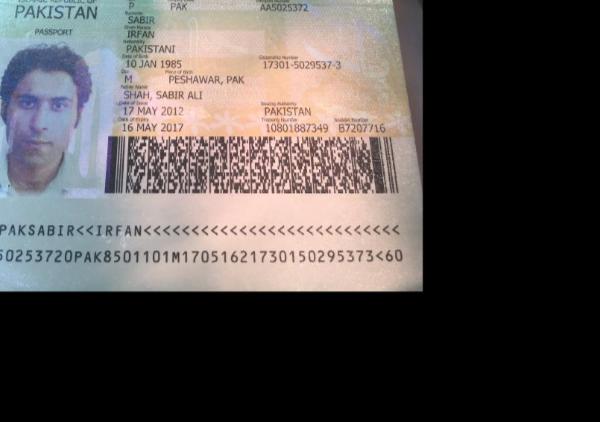 ISLAMIC REPUBLIC OF
PAKISTAN
PASSPORT
P PAK AA5025372
Surname
SABIR
Given Names
IRFAN
Nationality
PAKISTANI
Date of Birth Citizenship Number
10 JAN 1985 17301-5029537-3
Sex Place of Birth
M PESHAWAR, PAK
Father Name
SHAH, SABIR ALI
Date of Issue Issuing Authority
17 MAY 2012 PAKISTAN
Date of Expiry Tracking Number Booklet Number
16 MAY 2017 10801887349 B7207716
PAKSABIR<<IRFAN<<<<<<<<<<<<<<<<<<<<<<<<<<<
50253720PAK8501101M17051621730150295373<60